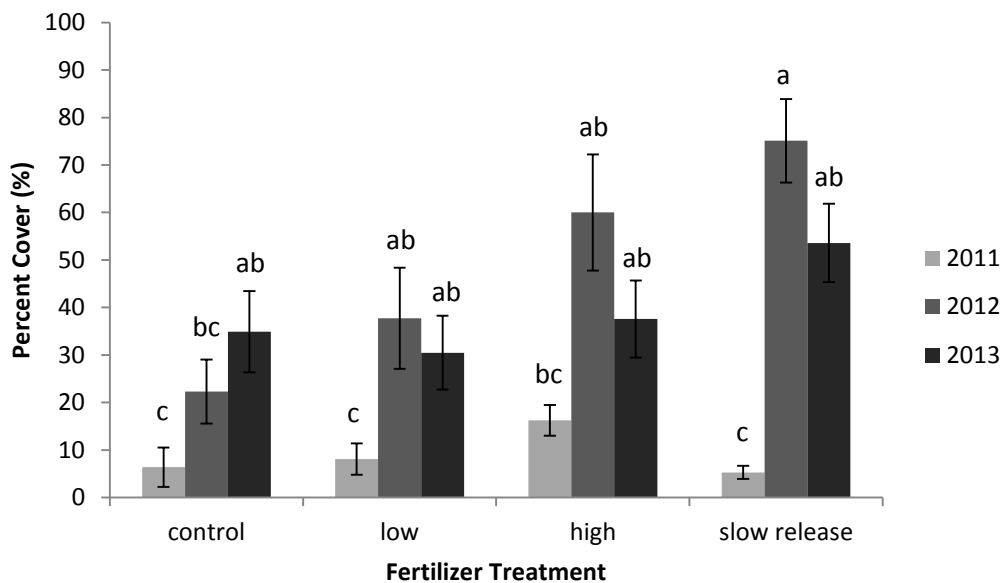 100
90
80
70
60
50
40
30
20
10
0
Percent Cover (%)
c
bc
ab
c
ab
ab
bc
ab
ab
c
a
ab
control
low
high
slow release
Fertilizer Treatment
2011
2012
2013